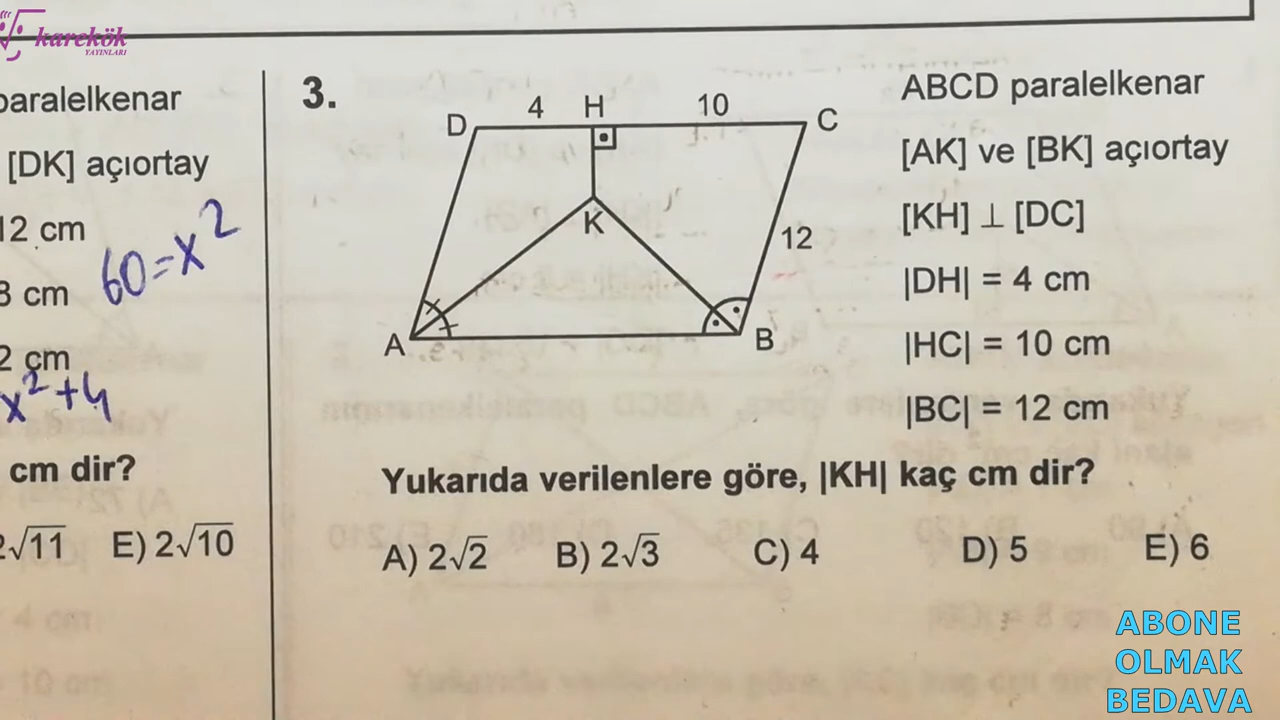 karekök
YAYINLARI
paralelkenar
[DK] açıortay
12 cm
8 cm
2 cm
60=x²
x²+4
cm dir?
2√11 E) 2√10
3.
D 4 H 10 C
K
12
A B
ABCD paralelkenar
[AK] ve [BK] açıortay
[KH] ⊥ [DC]
|DH| = 4 cm
|HC| = 10 cm
|BC| = 12 cm
Yukarıda verilenlere göre, |KH| kaç cm dir?
A) 2√2 B) 2√3 C) 4 D) 5 E) 6
ABONE
OLMAK
BEDAVA